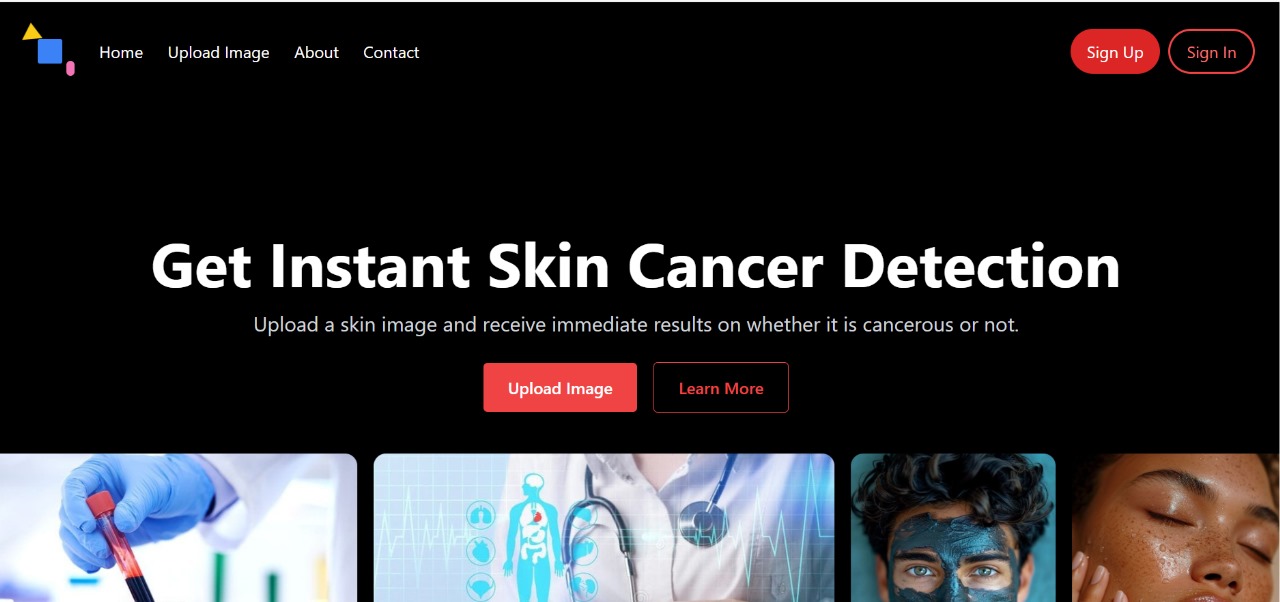 Home
Upload Image
About
Contact
Sign Up
Sign In
Get Instant Skin Cancer Detection
Upload a skin image and receive immediate results on whether it is cancerous or not.
Upload Image
Learn More